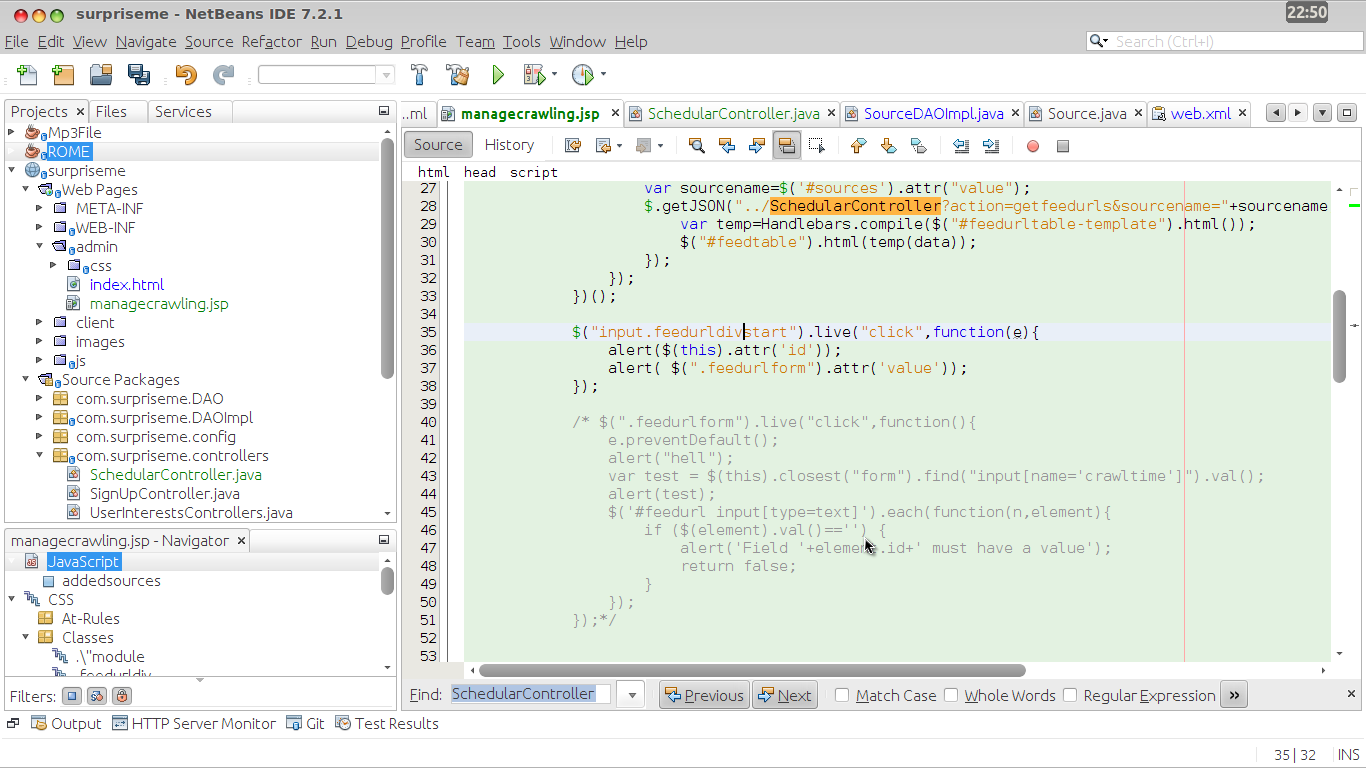 surpriseme - NetBeans IDE 7.2.1
22:50
File Edit View Navigate Source Refactor Run Debug Profile Team Tools Window Help
Search (Ctrl+I)
Projects Files Services
Mp3File
ROME
surpriseme
Web Pages
META-INF
WEB-INF
admin
css
index.html
managecrawling.jsp
client
images
js
Source Packages
com.surpriseme.DAO
com.surpriseme.DAOImpl
com.surpriseme.config
com.surpriseme.controllers
SchedularController.java
SignUpController.java
UserInterestsControllers.java
managecrawling.jsp - Navigator
JavaScript
addedsources
CSS
At-Rules
Classes
.\"module
.feedurldiv
Filters:
...ml managecrawling.jsp SchedularController.java SourceDAOImpl.java Source.java web.xml
Source History
html head script
27 var sourcename=$('#sources').attr("value");
28 $.getJSON("../SchedularController?action=getfeedurls&sourcename="+sourcename
29 var temp=Handlebars.compile($("#feedurltable-template").html());
30 $("#feedtable").html(temp(data));
31 });
32 });
33 })();
34
35 $("input.feedurldivstart").live("click",function(e){
36 alert($(this).attr('id'));
37 alert( $(".feedurlform").attr('value'));
38 });
39
40 /* $(".feedurlform").live("click",function(){
41 e.preventDefault();
42 alert("hell");
43 var test = $(this).closest("form").find("input[name='crawltime']").val();
44 alert(test);
45 $('#feedurl input[type=text]').each(function(n,element){
46 if ($(element).val()=='') {
47 alert('Field '+element.id+' must have a value');
48 return false;
49 }
50 });
51 });*/
52
53
Find: SchedularController Previous Next Match Case Whole Words Regular Expression »
Output HTTP Server Monitor Git Test Results
35 | 32 INS